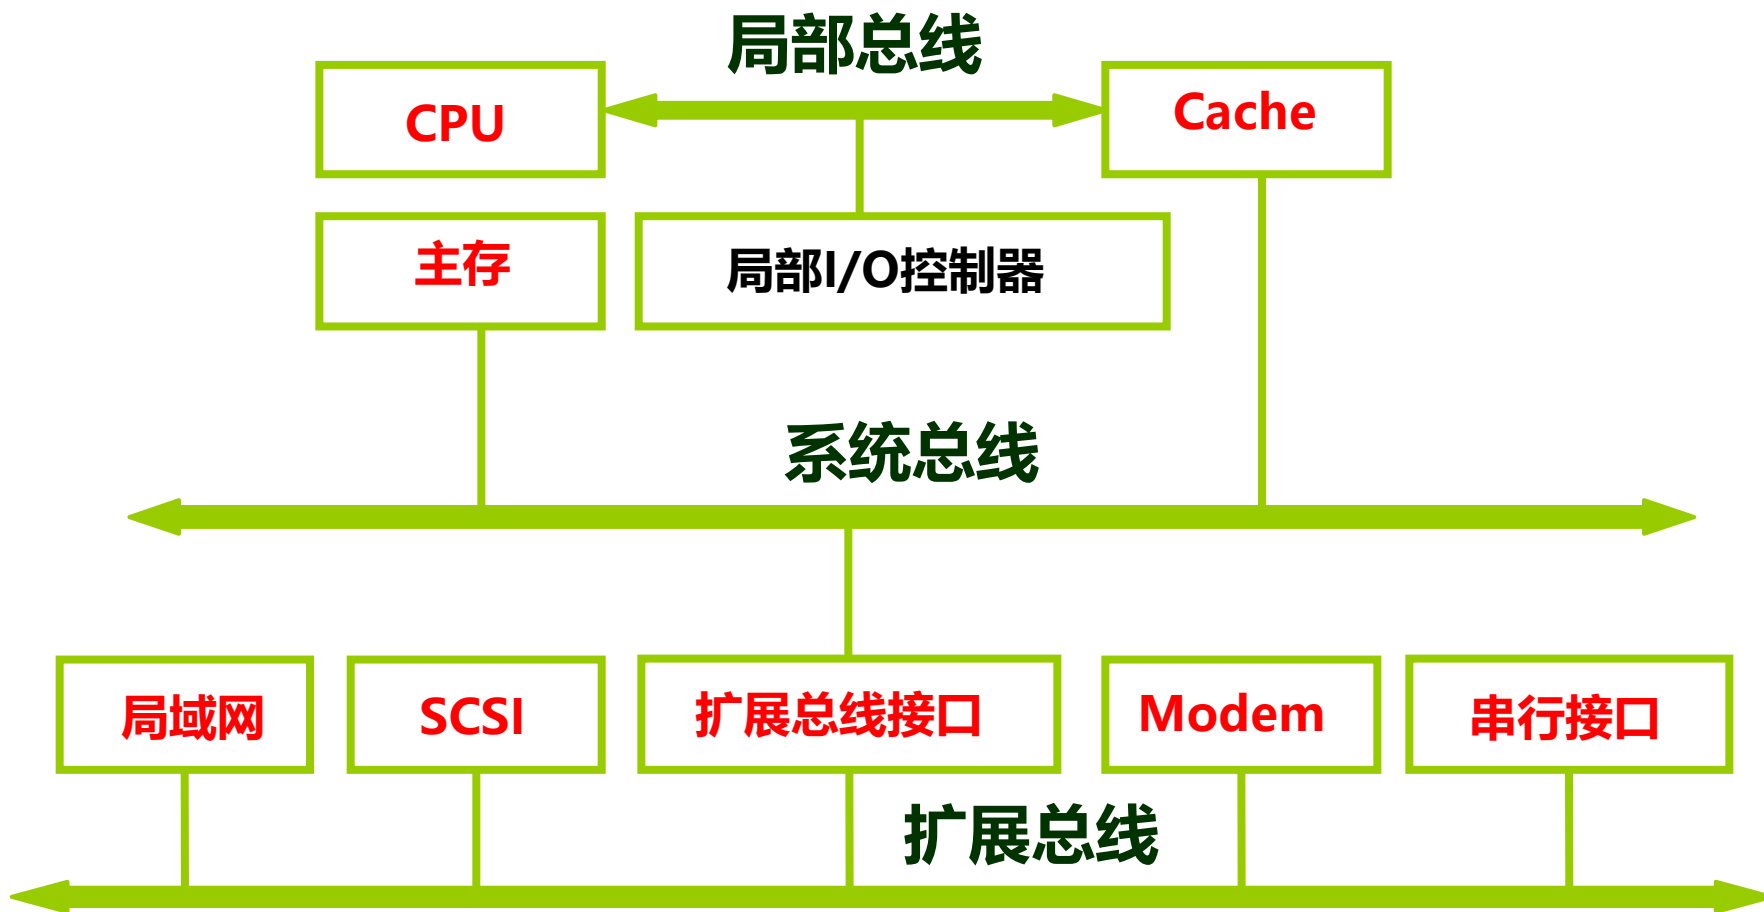 局部总线
CPU
Cache
主存
局部I/O控制器
系统总线
局域网
SCSI
扩展总线接口
Modem
串行接口
扩展总线